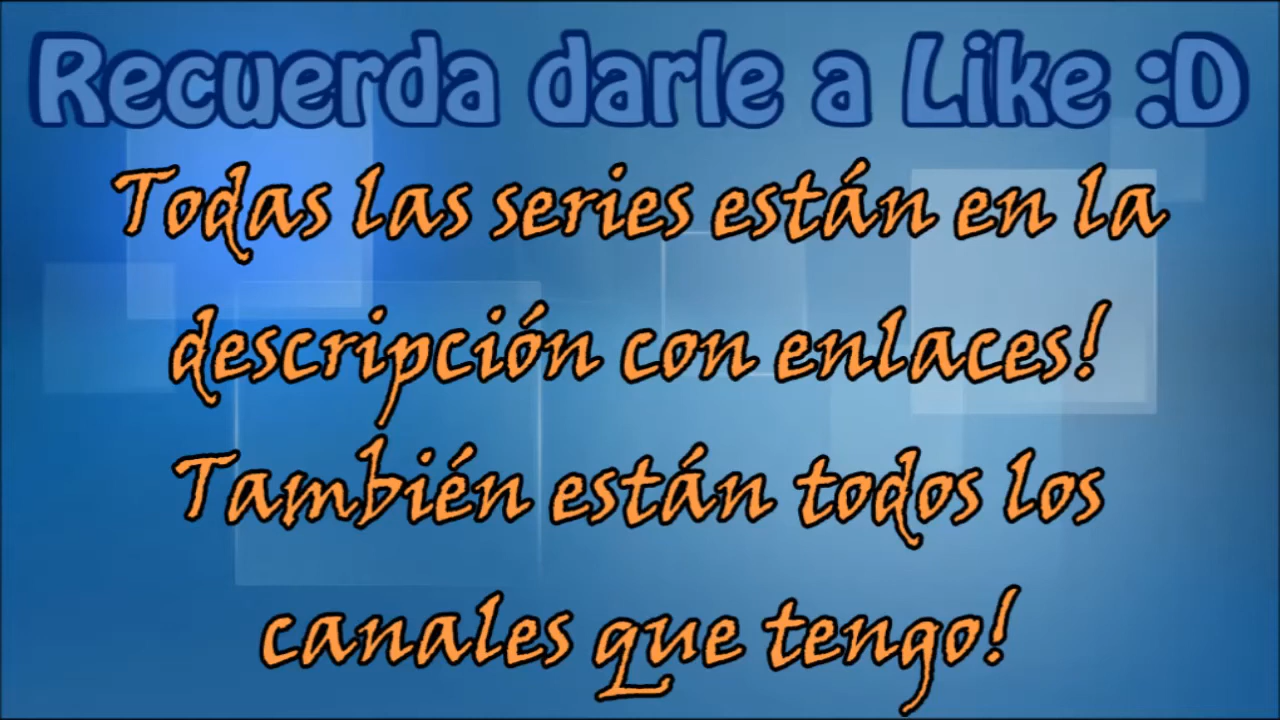 Recuerda darle a Like :D
Todas las series están en la
descripción con enlaces!
También están todos los
canales que tengo!